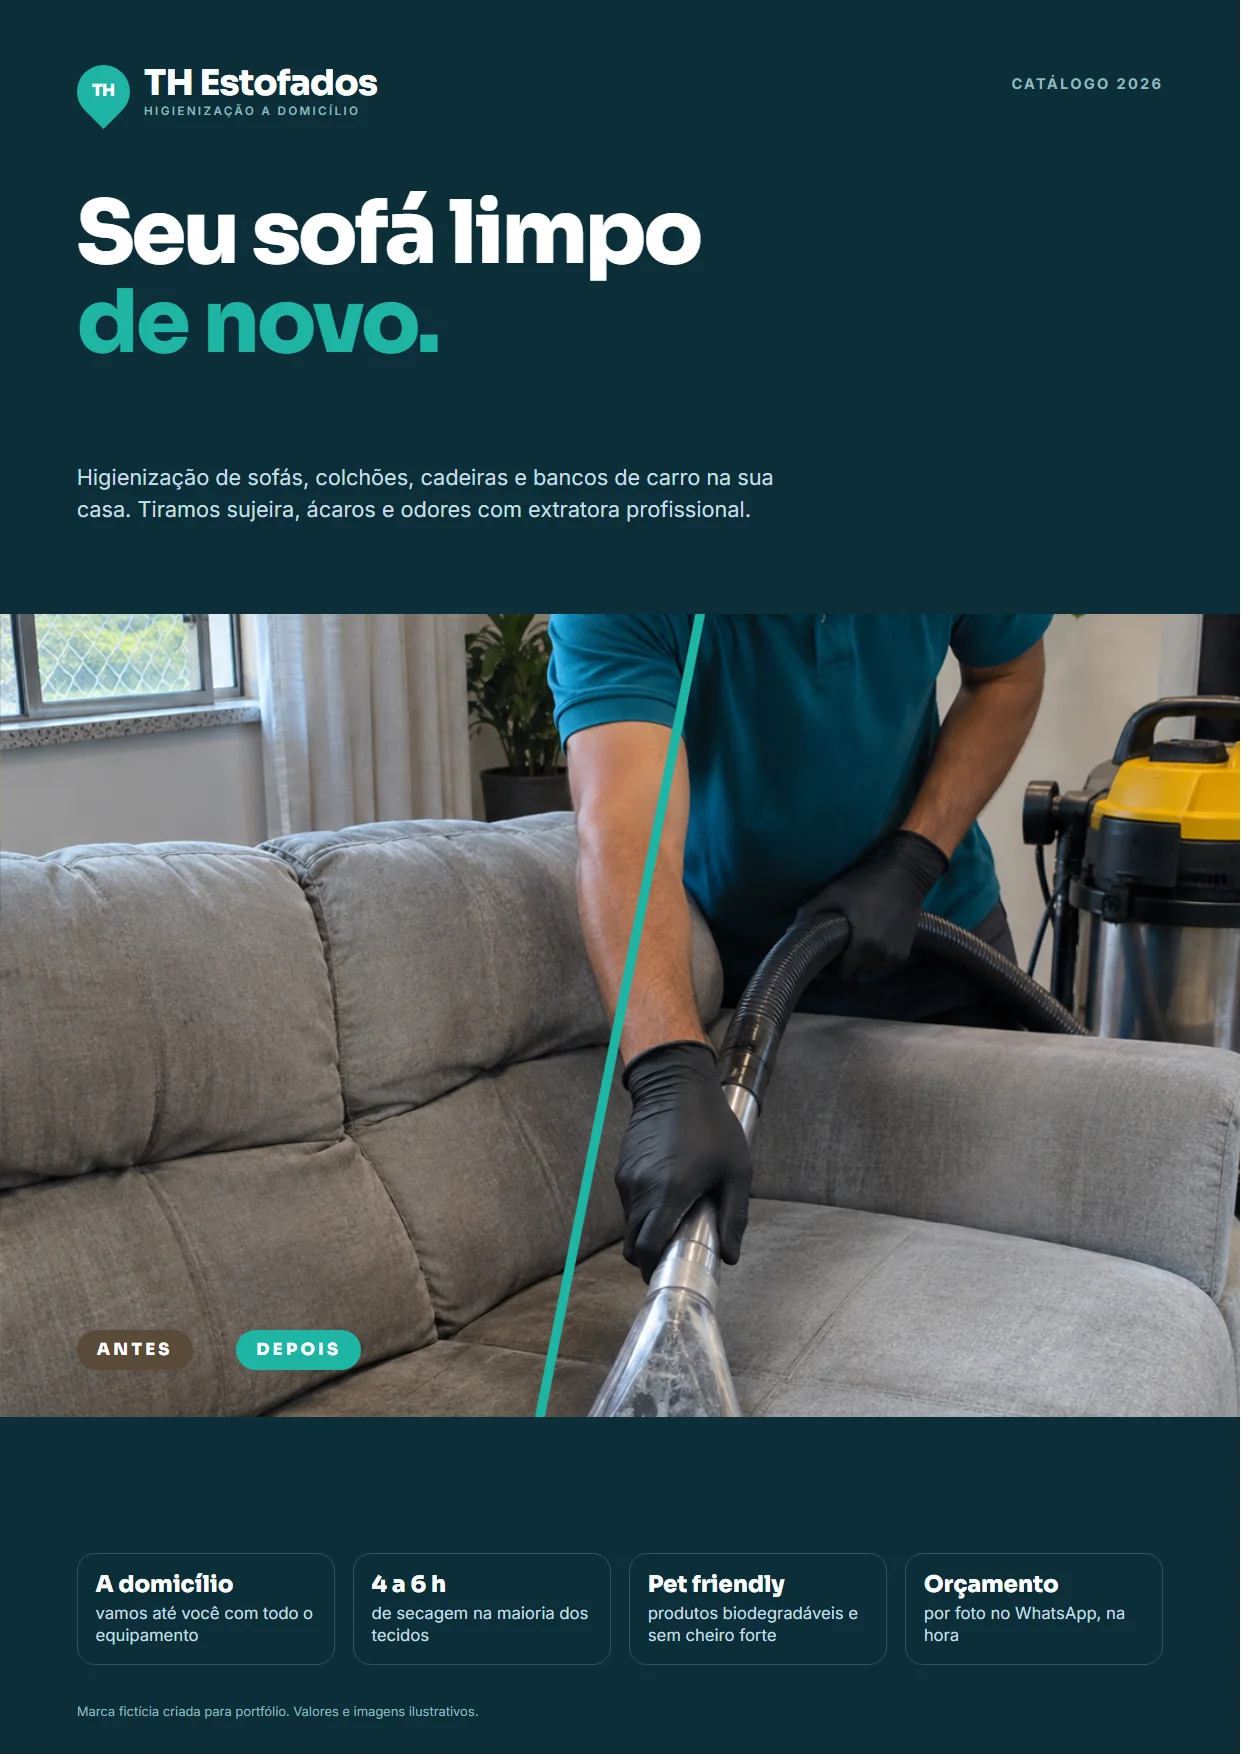 TH
TH Estofados
HIGIENIZAÇÃO A DOMICÍLIO
CATÁLOGO 2026
Seu sofá limpo
de novo.
Higienização de sofás, colchões, cadeiras e bancos de carro na sua
casa. Tiramos sujeira, ácaros e odores com extratora profissional.
ANTES
DEPOIS
A domicílio
vamos até você com todo o
equipamento
4 a 6 h
de secagem na maioria dos
tecidos
Pet friendly
produtos biodegradáveis e
sem cheiro forte
Orçamento
por foto no WhatsApp, na
hora
Marca fictícia criada para portfólio. Valores e imagens ilustrativos.